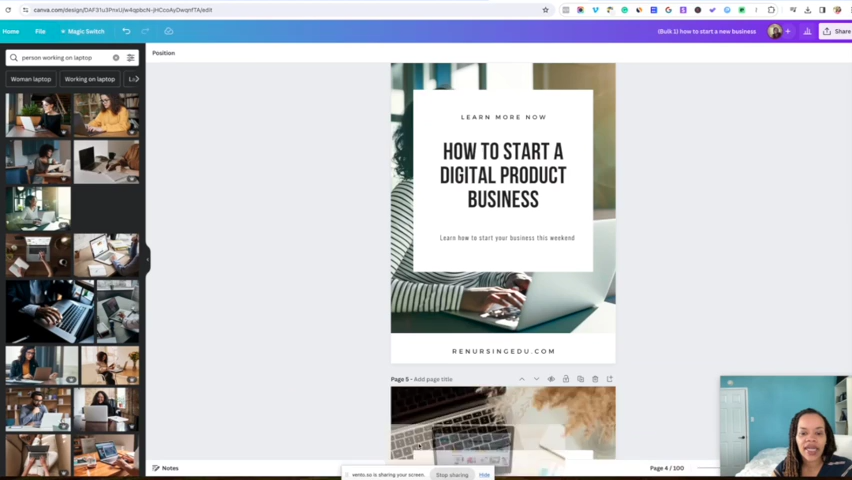 canva.com/design/DAF31u3PnxU/w4qpbcN-jHCcoAyDwqnfTA/edit
Home
File
Magic Switch
(Bulk 1) how to start a new business
Share
person working on laptop
Position
Woman laptop
Working on laptop
LEARN MORE NOW
HOW TO START A
DIGITAL PRODUCT
BUSINESS
Learn how to start your business this weekend
RENURSINGEDU.COM
Page 5 - Add page title
Notes
Page 4 / 100
vento.so is sharing your screen.
Stop sharing
Hide